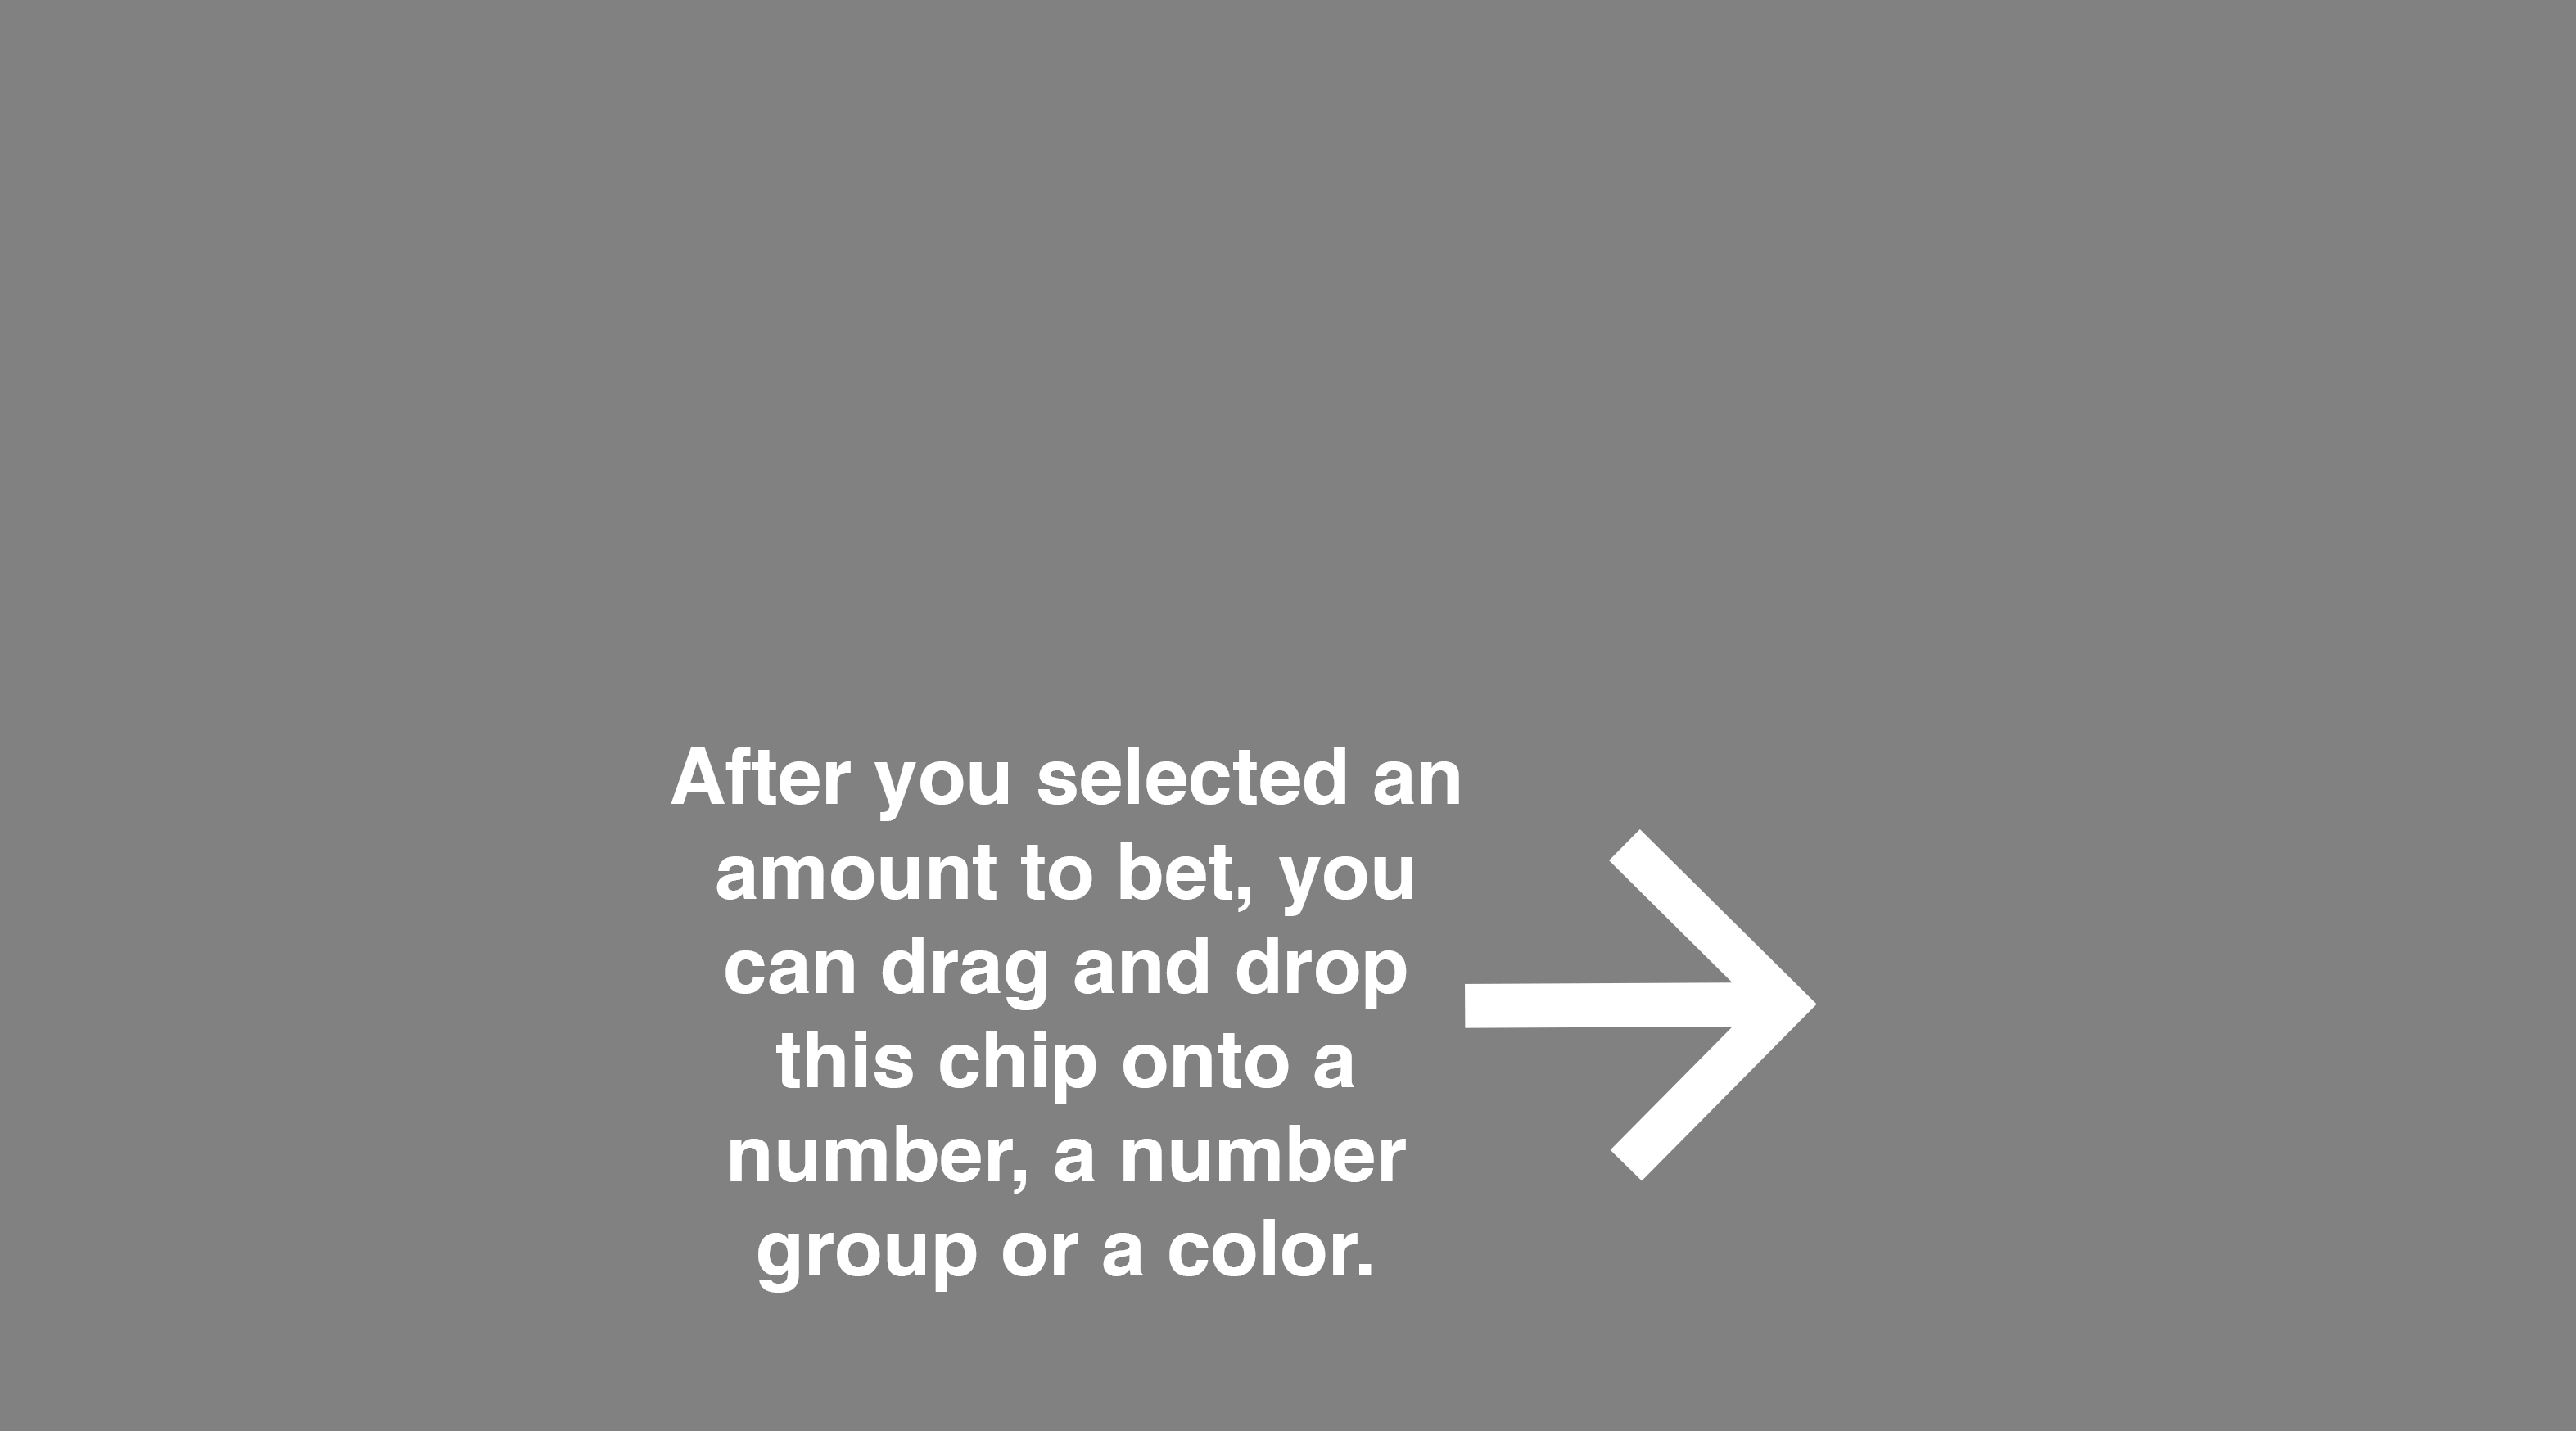 After you selected an
amount to bet, you
can drag and drop
this chip onto a
number, a number
group or a color.